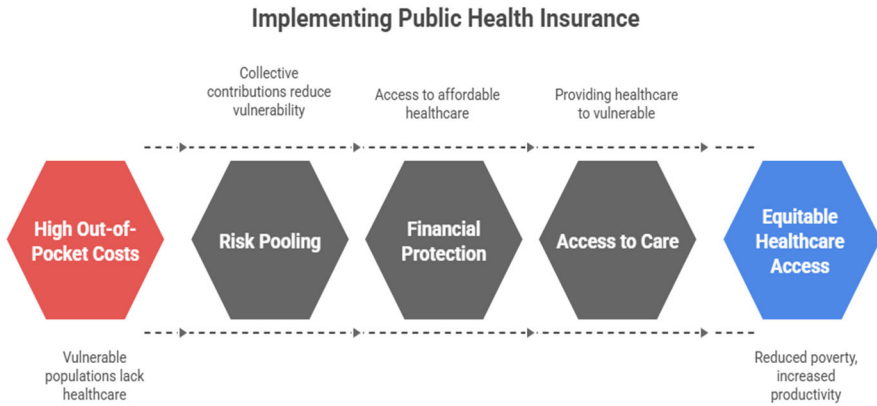 Implementing Public Health Insurance
Collective
contributions reduce
vulnerability
Access to affordable
healthcare
Providing healthcare
to vulnerable
High Out-of-
Pocket Costs
Risk Pooling
Financial
Protection
Access to Care
Equitable
Healthcare
Access
Vulnerable
populations lack
healthcare
Reduced poverty,
increased
productivity